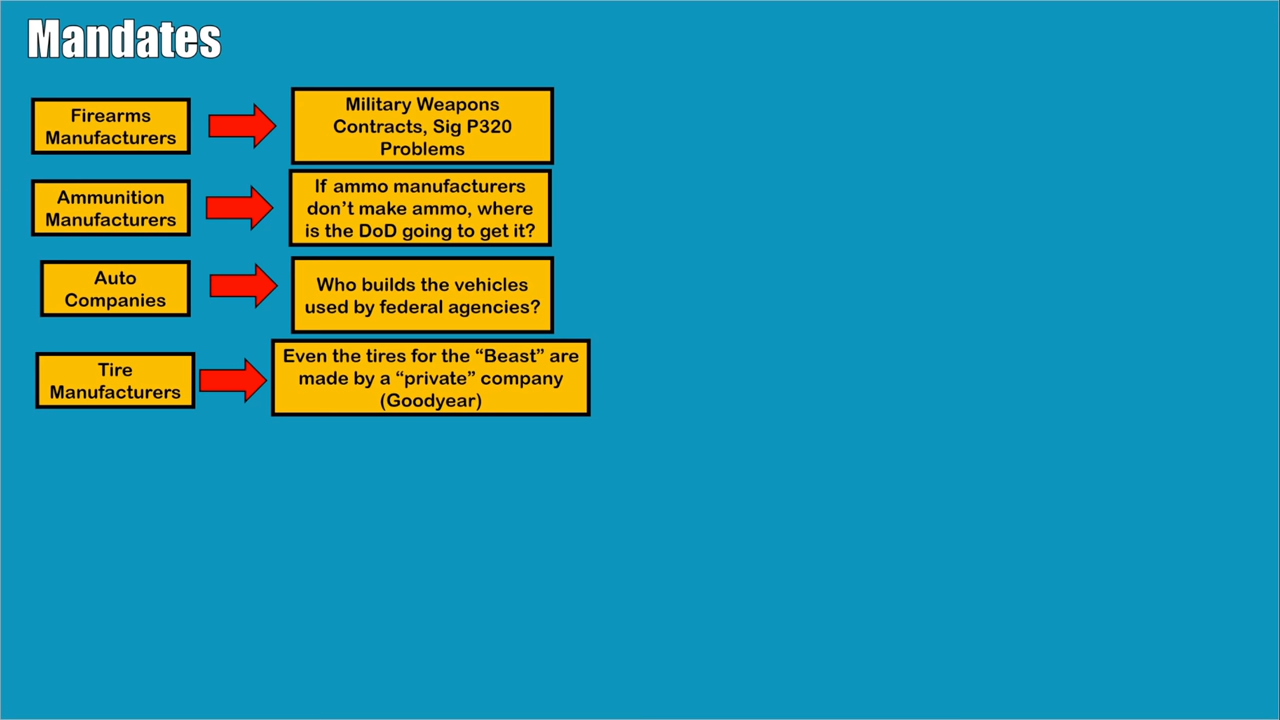 Mandates
Firearms
Manufacturers
Military Weapons
Contracts, Sig P320
Problems
Ammunition
Manufacturers
If ammo manufacturers
don’t make ammo, where
is the DoD going to get it?
Auto
Companies
Who builds the vehicles
used by federal agencies?
Tire
Manufacturers
Even the tires for the “Beast” are
made by a “private” company
(Goodyear)